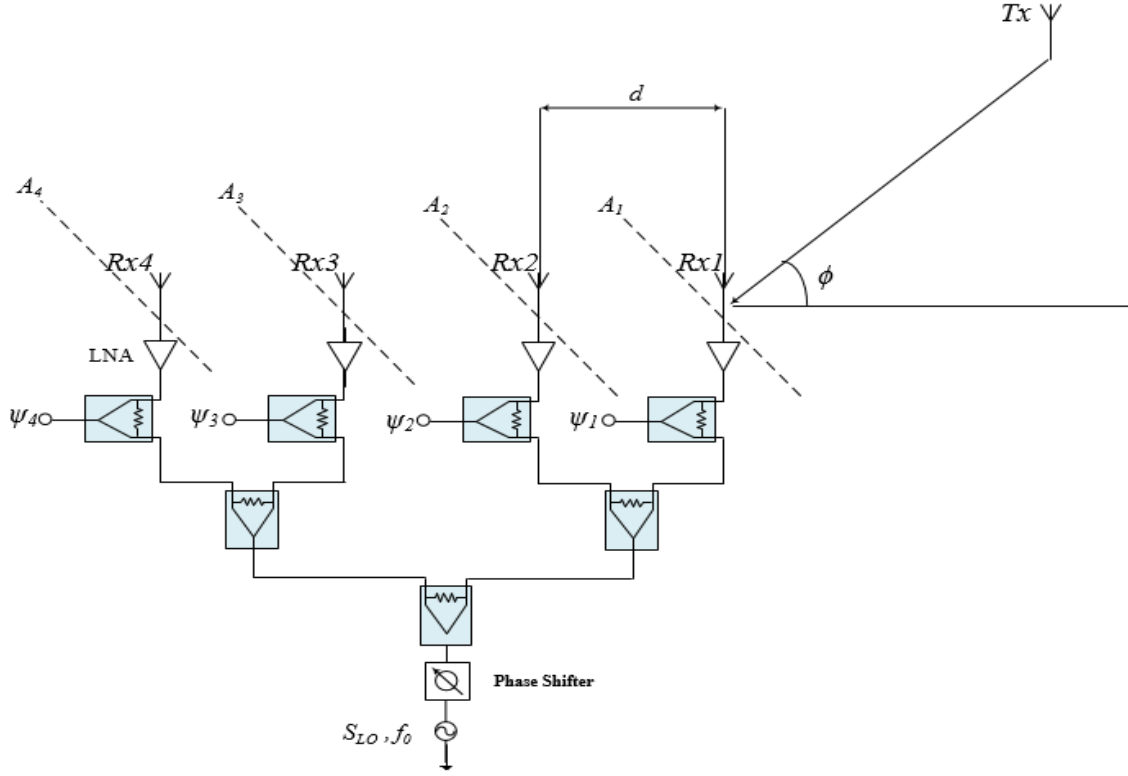 Tx
d
A4
A3
A2
A1
Rx4
Rx3
Rx2
Rx1
ϕ
LNA
ψ4
ψ3
ψ2
ψ1
Phase Shifter
SLO , f0